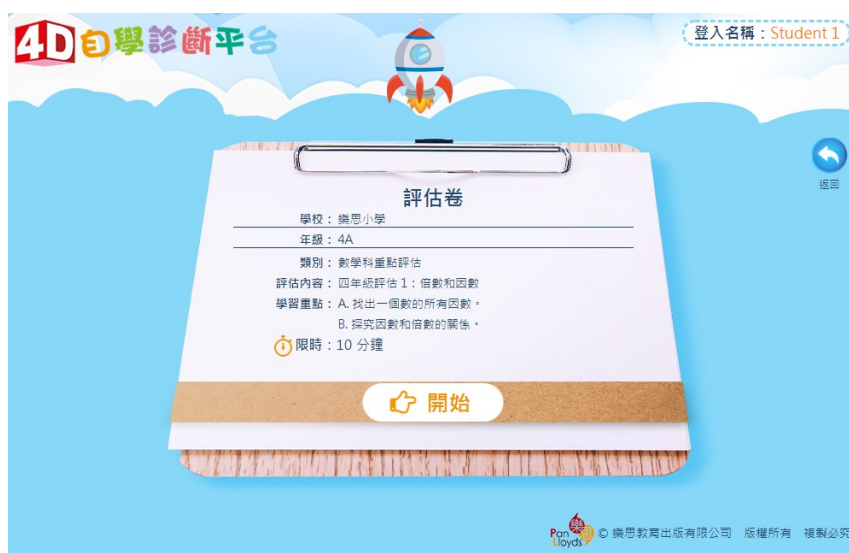 4D自學診斷平台
登入名稱：Student 1
返回
評估卷
學校： 樂思小學
年級： 4A
類別： 數學科重點評估
評估內容： 四年級評估 1：倍數和因數
學習重點： A. 找出一個數的所有因數。
B. 探究因數和倍數的關係。
限時：10 分鐘
開始
Pan Lloyds 樂思 © 樂思教育出版有限公司 版權所有 複製必究